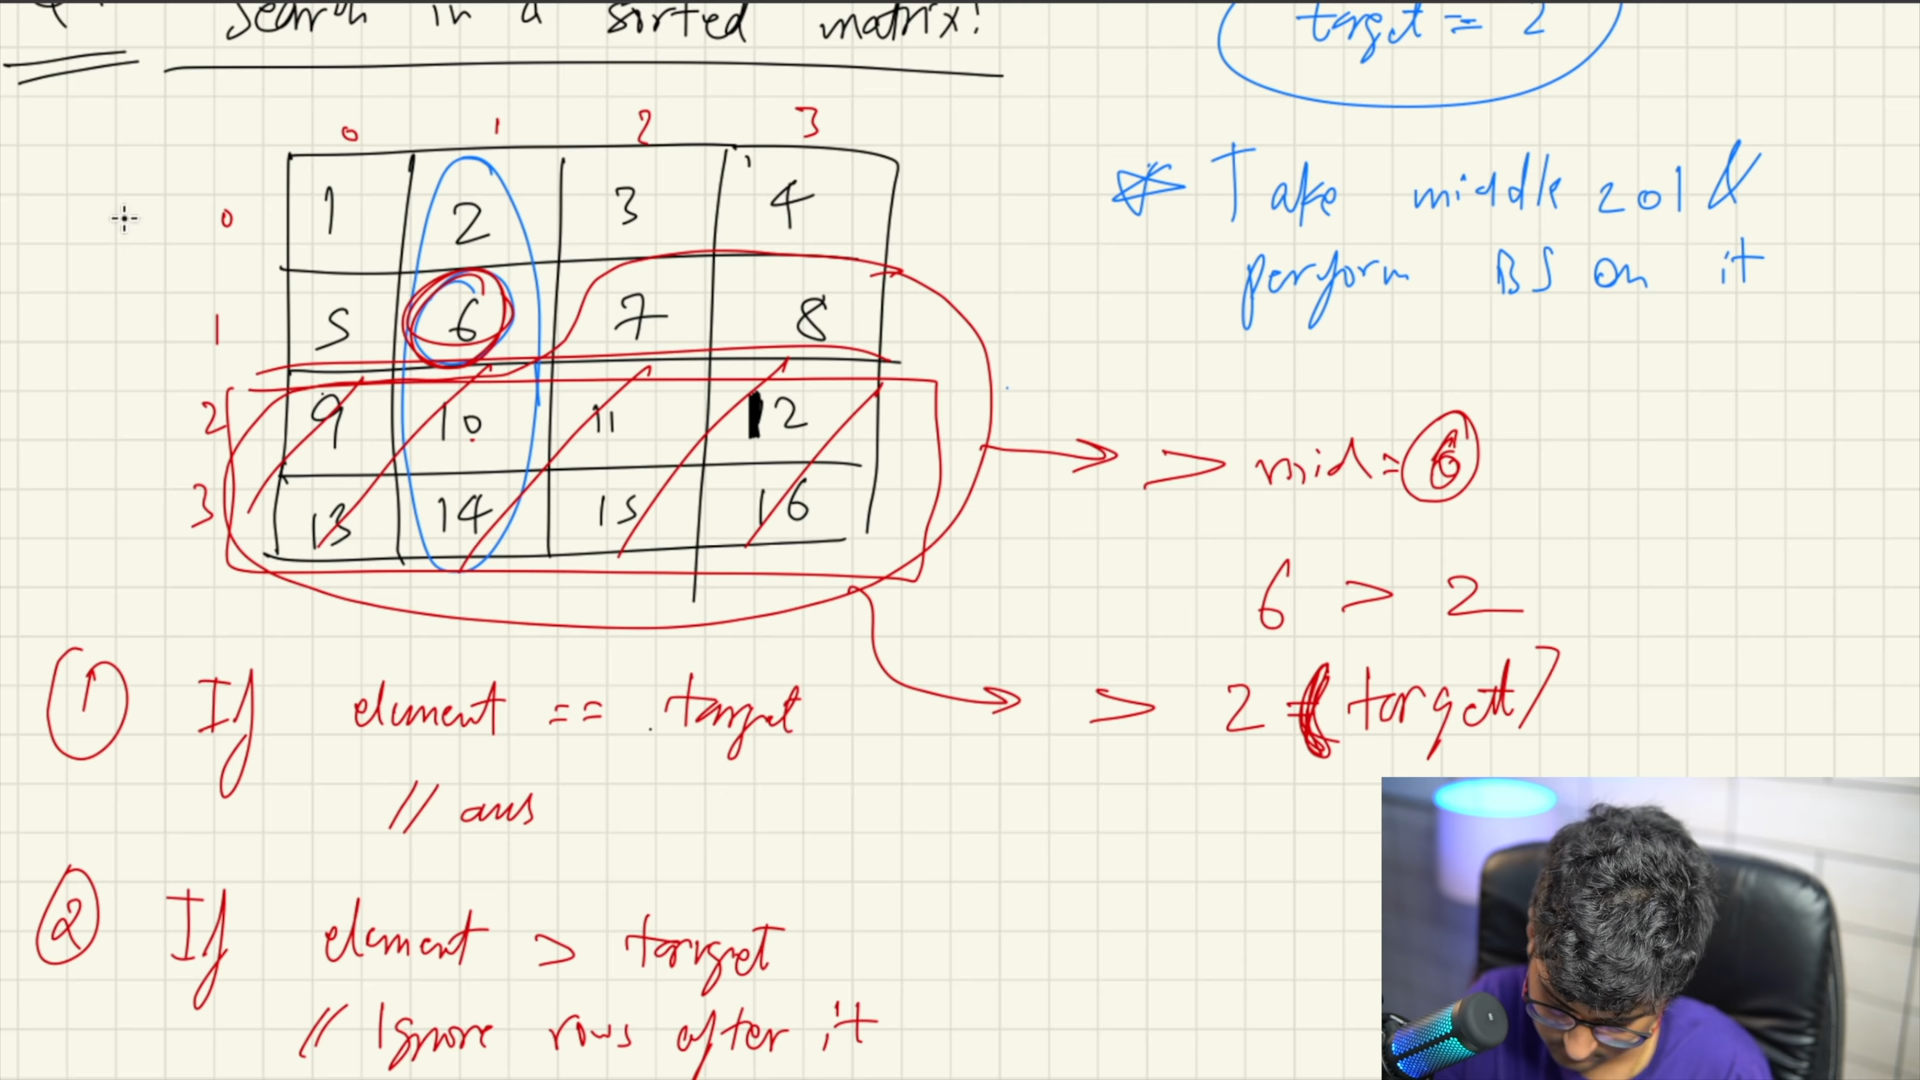 Search in a sorted matrix!
target = 2
0 1 2 3
0 1 2 3 4
1 5 6 7 8
2 9 10 11 12
3 13 14 15 16
* Take middle col &
perform BS on it
> mid = 6
6 > 2
> 2 (target)
① If element == target
// ans
② If element > target
// Ignore rows after it